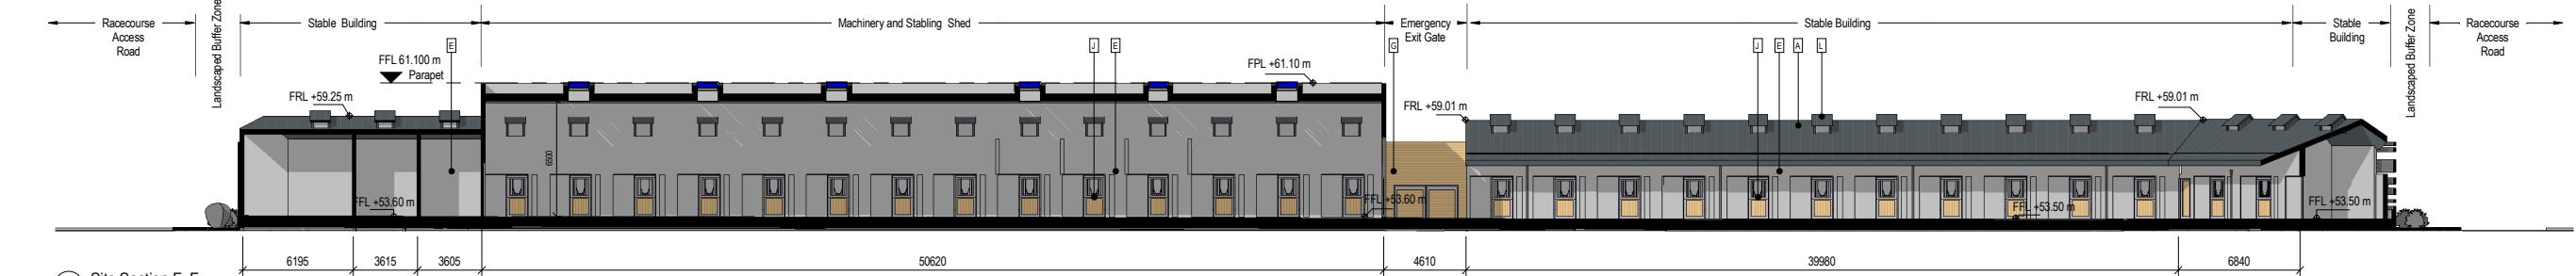 Racecourse
Access
Road
Landscaped Buffer Zone
Stable Building
Machinery and Stabling Shed
Emergency
Exit Gate
Stable Building
Stable
Building
Landscaped Buffer Zone
Racecourse
Access
Road
E
J
E
G
J
E
A
L
FFL 61.100 m
Parapet
FPL +61.10 m
FRL +59.25 m
FRL +59.01 m
FRL +59.01 m
6500
FFL +53.60 m
FFL +53.60 m
FFL +53.50 m
FFL +53.50 m
6195
3615
3605
50620
4610
39980
6840